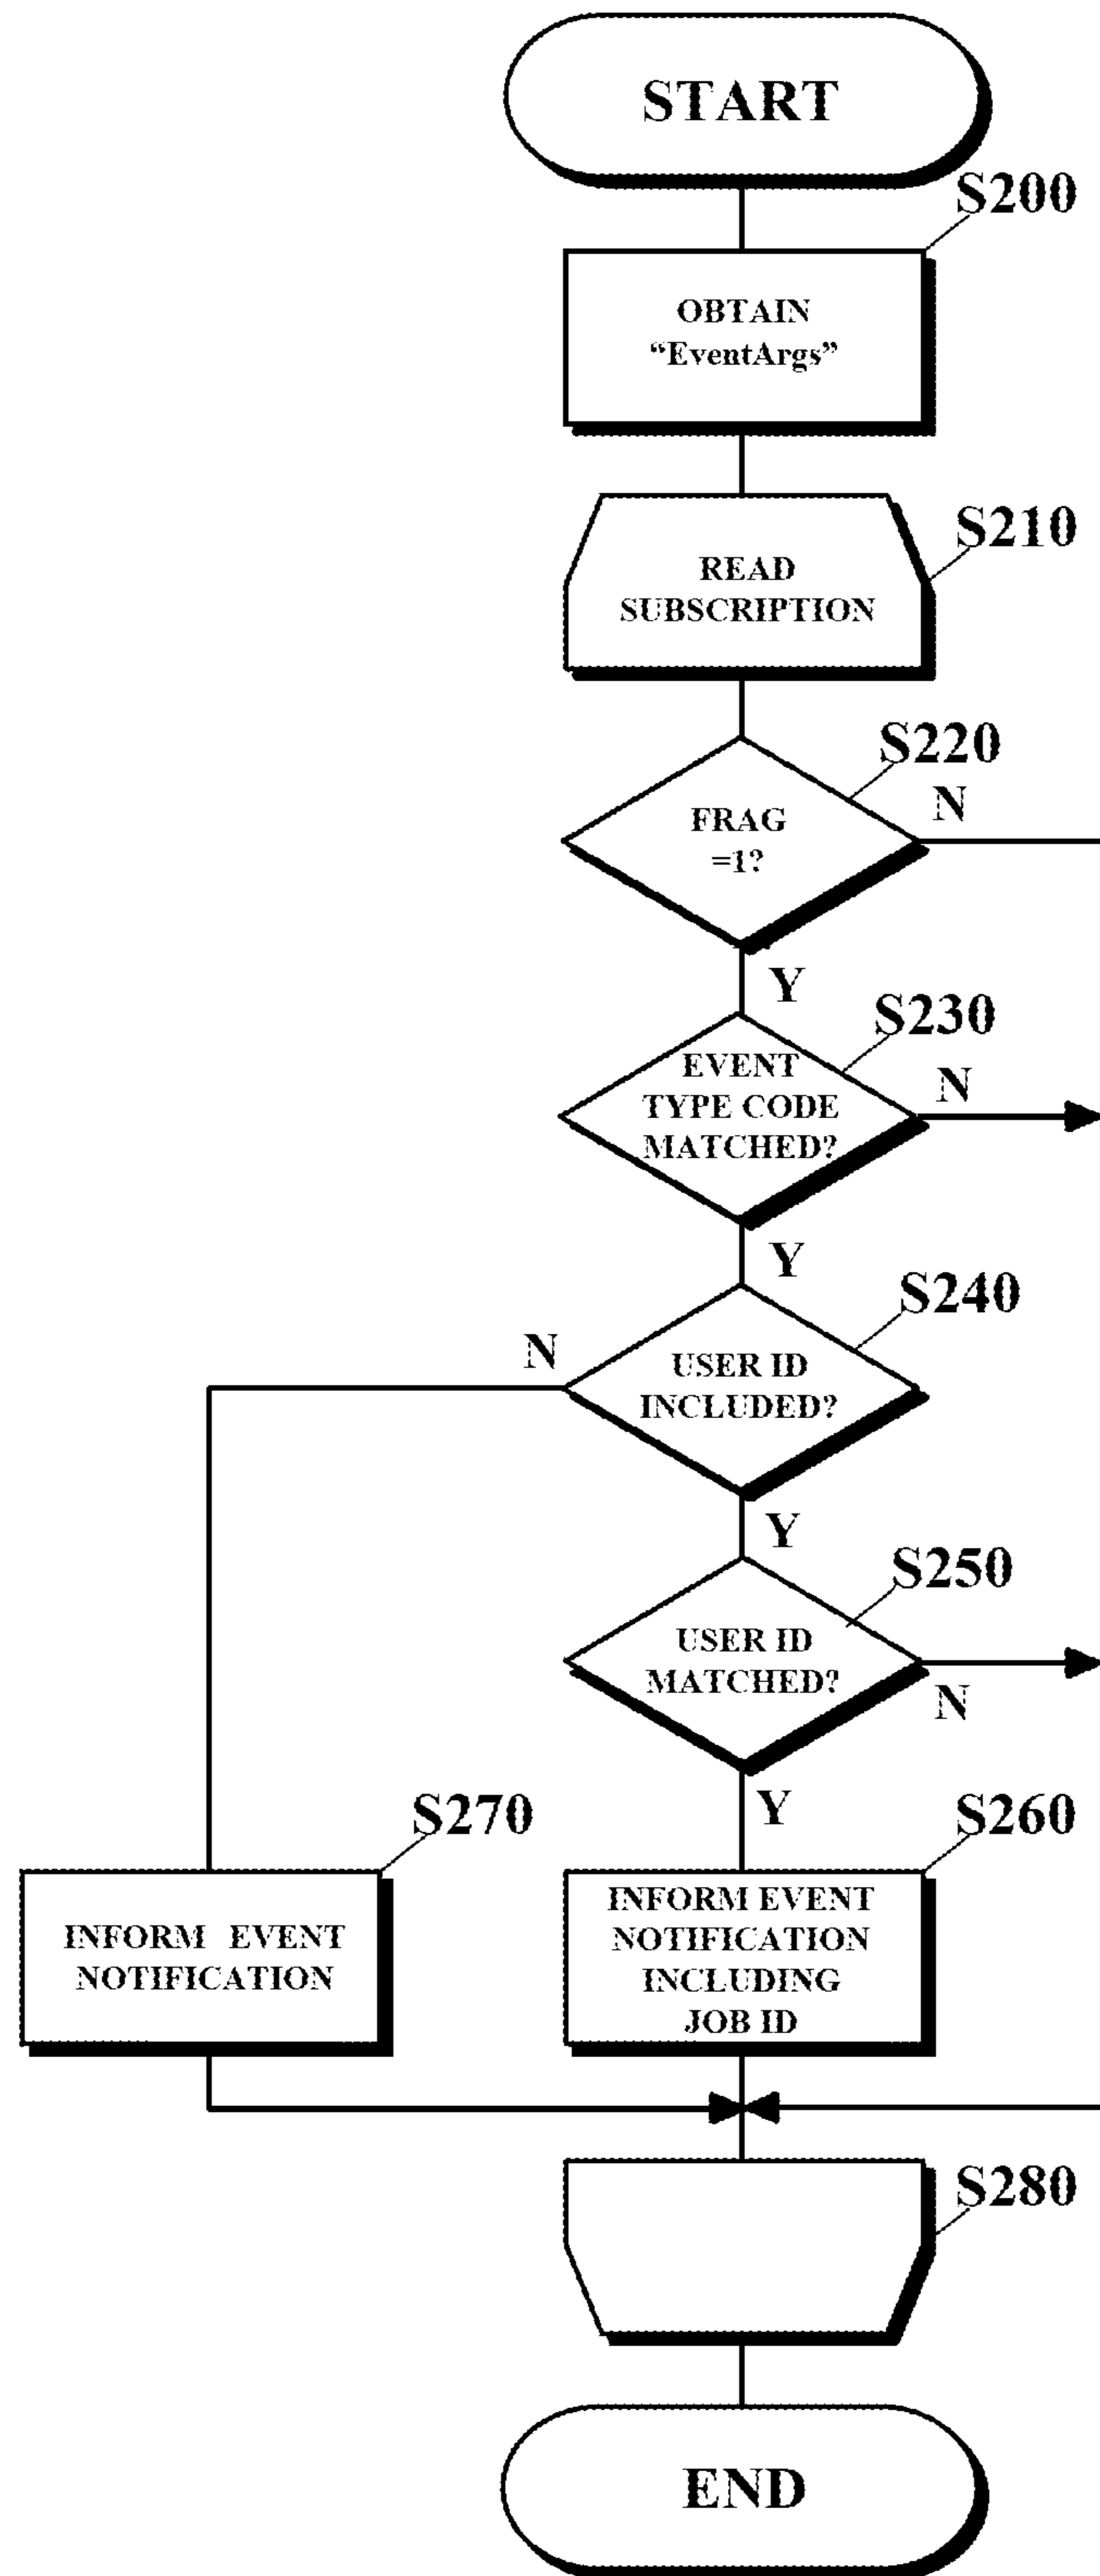 START
S200
OBTAIN
“EventArgs”
S210
READ
SUBSCRIPTION
S220
FRAG
=1?
N
Y
S230
EVENT
TYPE CODE
MATCHED?
N
Y
S240
USER ID
INCLUDED?
N
Y
S250
USER ID
MATCHED?
N
Y
S270
INFORM EVENT
NOTIFICATION
S260
INFORM EVENT
NOTIFICATION
INCLUDING
JOB ID
S280
END